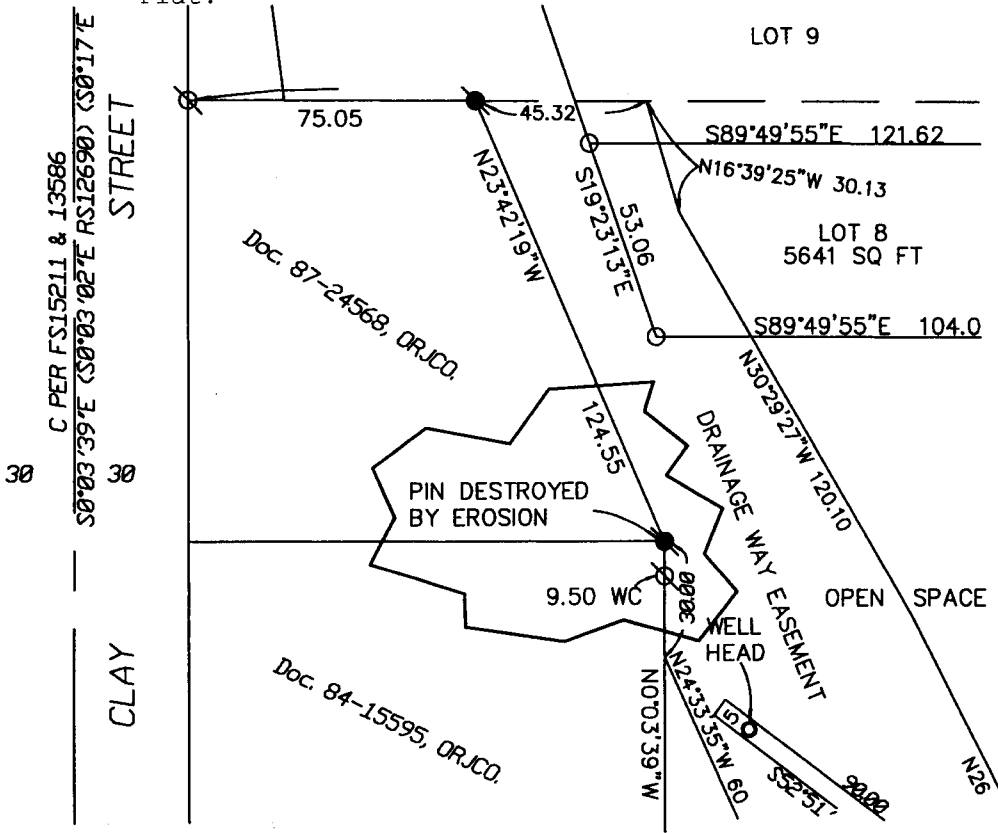 LOT 9
75.05
45.32
S89°49'55"E 121.62
N16°39'25"W 30.13
LOT 8
5641 SQ FT
S89°49'55"E 104.0
N23°42'19"W
124.55
S19°23'13"E
53.06
Doc. 87-24568, ORJCO.
C PER FS15211 & 13586
S0°03'39"E (S0°03'02"E RS12690) (S0°17'E
STREET
CLAY
30
30
N30°29'27"W 120.10
DRAINAGE WAY EASEMENT
PIN DESTROYED
BY EROSION
9.50 WC
30.00
OPEN SPACE
WELL
HEAD
Doc. 84-15595, ORJCO.
N0°03'39"W
N24°33'35"W 60
5
S52°51'
90.00
N26